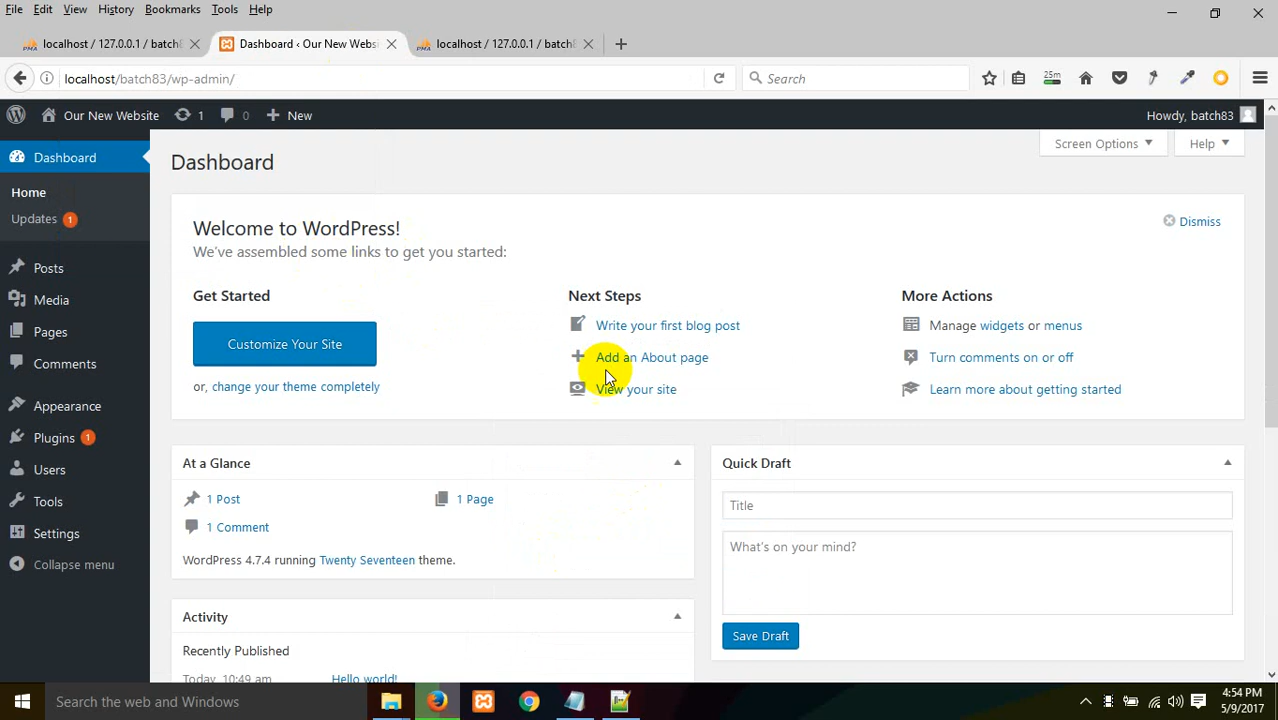 File Edit View History Bookmarks Tools Help
localhost / 127.0.0.1 / batch8
Dashboard ‹ Our New Websi
localhost / 127.0.0.1 / batch8
localhost/batch83/wp-admin/
Search
25m
Our New Website 1 0 New
Howdy, batch83
Dashboard
Home
Updates 1
Posts
Media
Pages
Comments
Appearance
Plugins 1
Users
Tools
Settings
Collapse menu
Screen Options Help
Dashboard
Welcome to WordPress!
Dismiss
We've assembled some links to get you started:
Get Started
Customize Your Site
or, change your theme completely
Next Steps
Write your first blog post
Add an About page
View your site
More Actions
Manage widgets or menus
Turn comments on or off
Learn more about getting started
At a Glance
1 Post 1 Page
1 Comment
WordPress 4.7.4 running Twenty Seventeen theme.
Activity
Recently Published
Today, 10:49 am Hello world!
Quick Draft
Title
What's on your mind?
Save Draft
Search the web and Windows
4:54 PM
5/9/2017